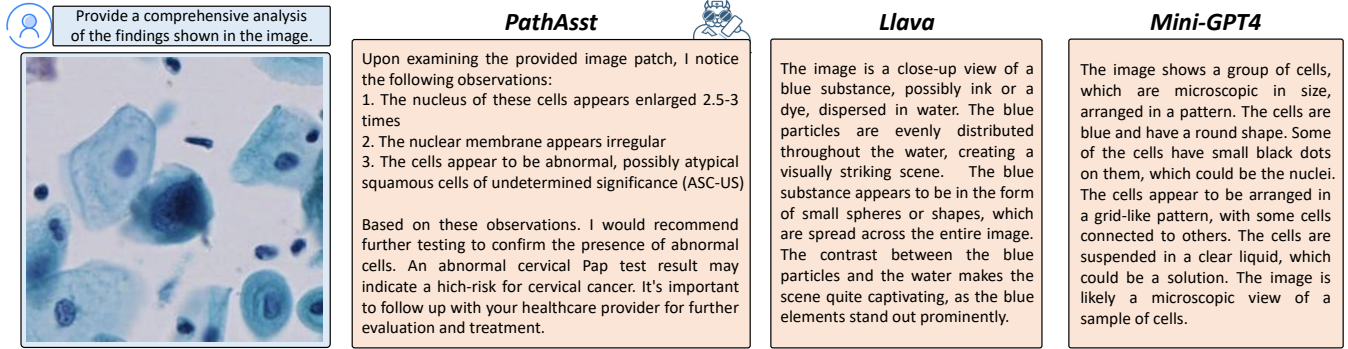 Provide a comprehensive analysis
of the findings shown in the image.
PathAsst
Upon examining the provided image patch, I notice
the following observations:
1. The nucleus of these cells appears enlarged 2.5-3
times
2. The nuclear membrane appears irregular
3. The cells appear to be abnormal, possibly atypical
squamous cells of undetermined significance (ASC-US)
Based on these observations. I would recommend
further testing to confirm the presence of abnormal
cells. An abnormal cervical Pap test result may
indicate a hich-risk for cervical cancer. It's important
to follow up with your healthcare provider for further
evaluation and treatment.
Llava
The image is a close-up view of a
blue substance, possibly ink or a
dye, dispersed in water. The blue
particles are evenly distributed
throughout the water, creating a
visually striking scene. The blue
substance appears to be in the form
of small spheres or shapes, which
are spread across the entire image.
The contrast between the blue
particles and the water makes the
scene quite captivating, as the blue
elements stand out prominently.
Mini-GPT4
The image shows a group of cells,
which are microscopic in size,
arranged in a pattern. The cells are
blue and have a round shape. Some
of the cells have small black dots
on them, which could be the nuclei.
The cells appear to be arranged in
a grid-like pattern, with some cells
connected to others. The cells are
suspended in a clear liquid, which
could be a solution. The image is
likely a microscopic view of a
sample of cells.